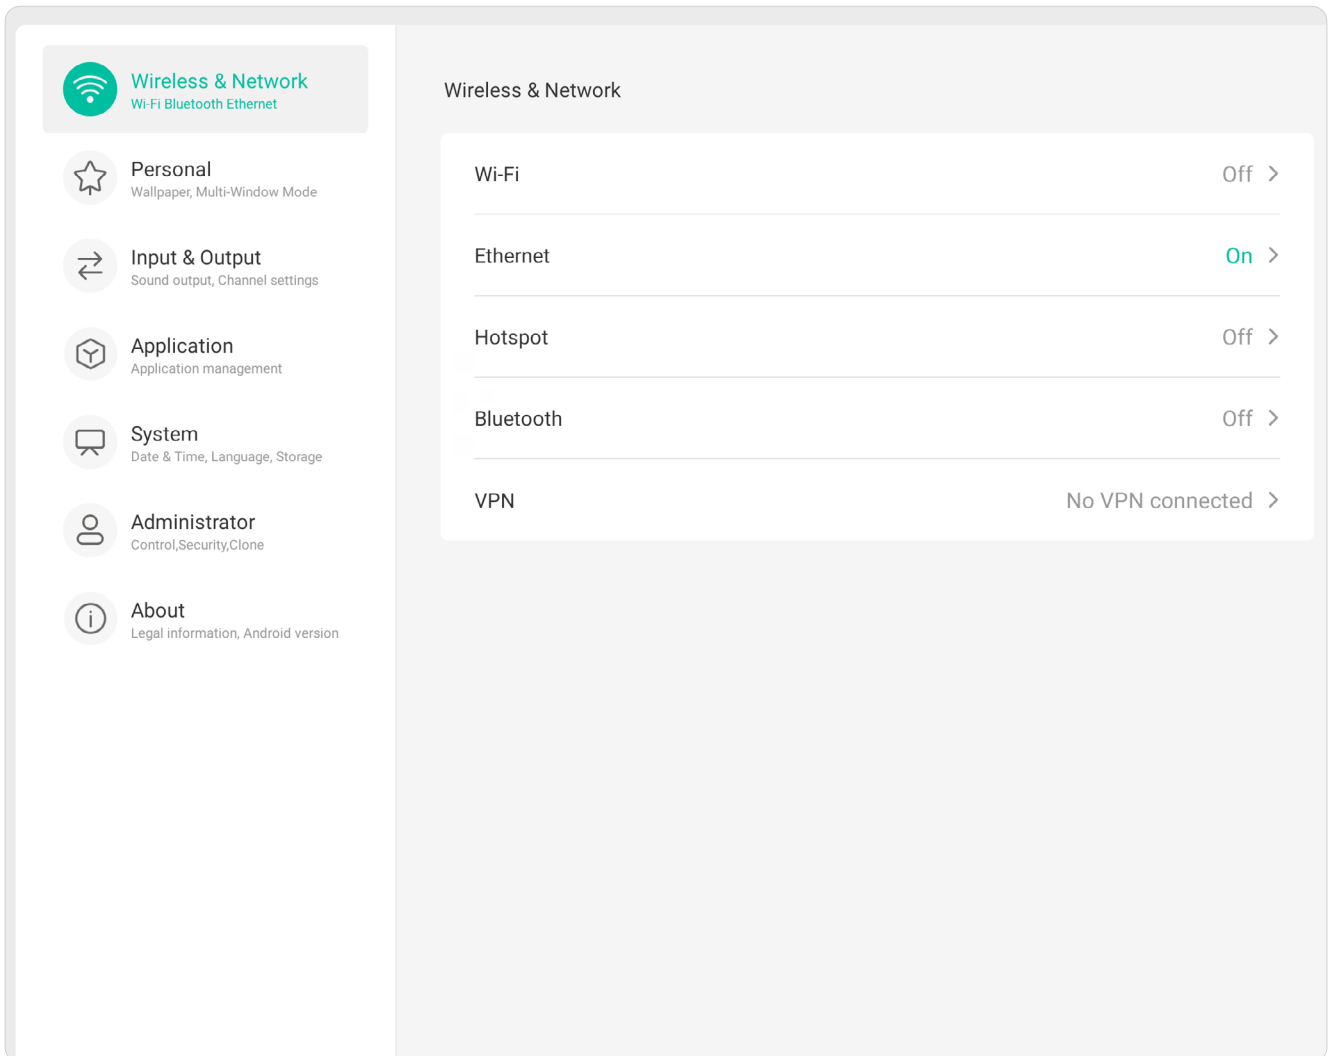 Wireless & Network
Wi-Fi Bluetooth Ethernet
Personal
Wallpaper, Multi-Window Mode
Input & Output
Sound output, Channel settings
Application
Application management
System
Date & Time, Language, Storage
Administrator
Control,Security,Clone
About
Legal information, Android version
Wireless & Network
Wi-Fi Off
Ethernet On
Hotspot Off
Bluetooth Off
VPN No VPN connected